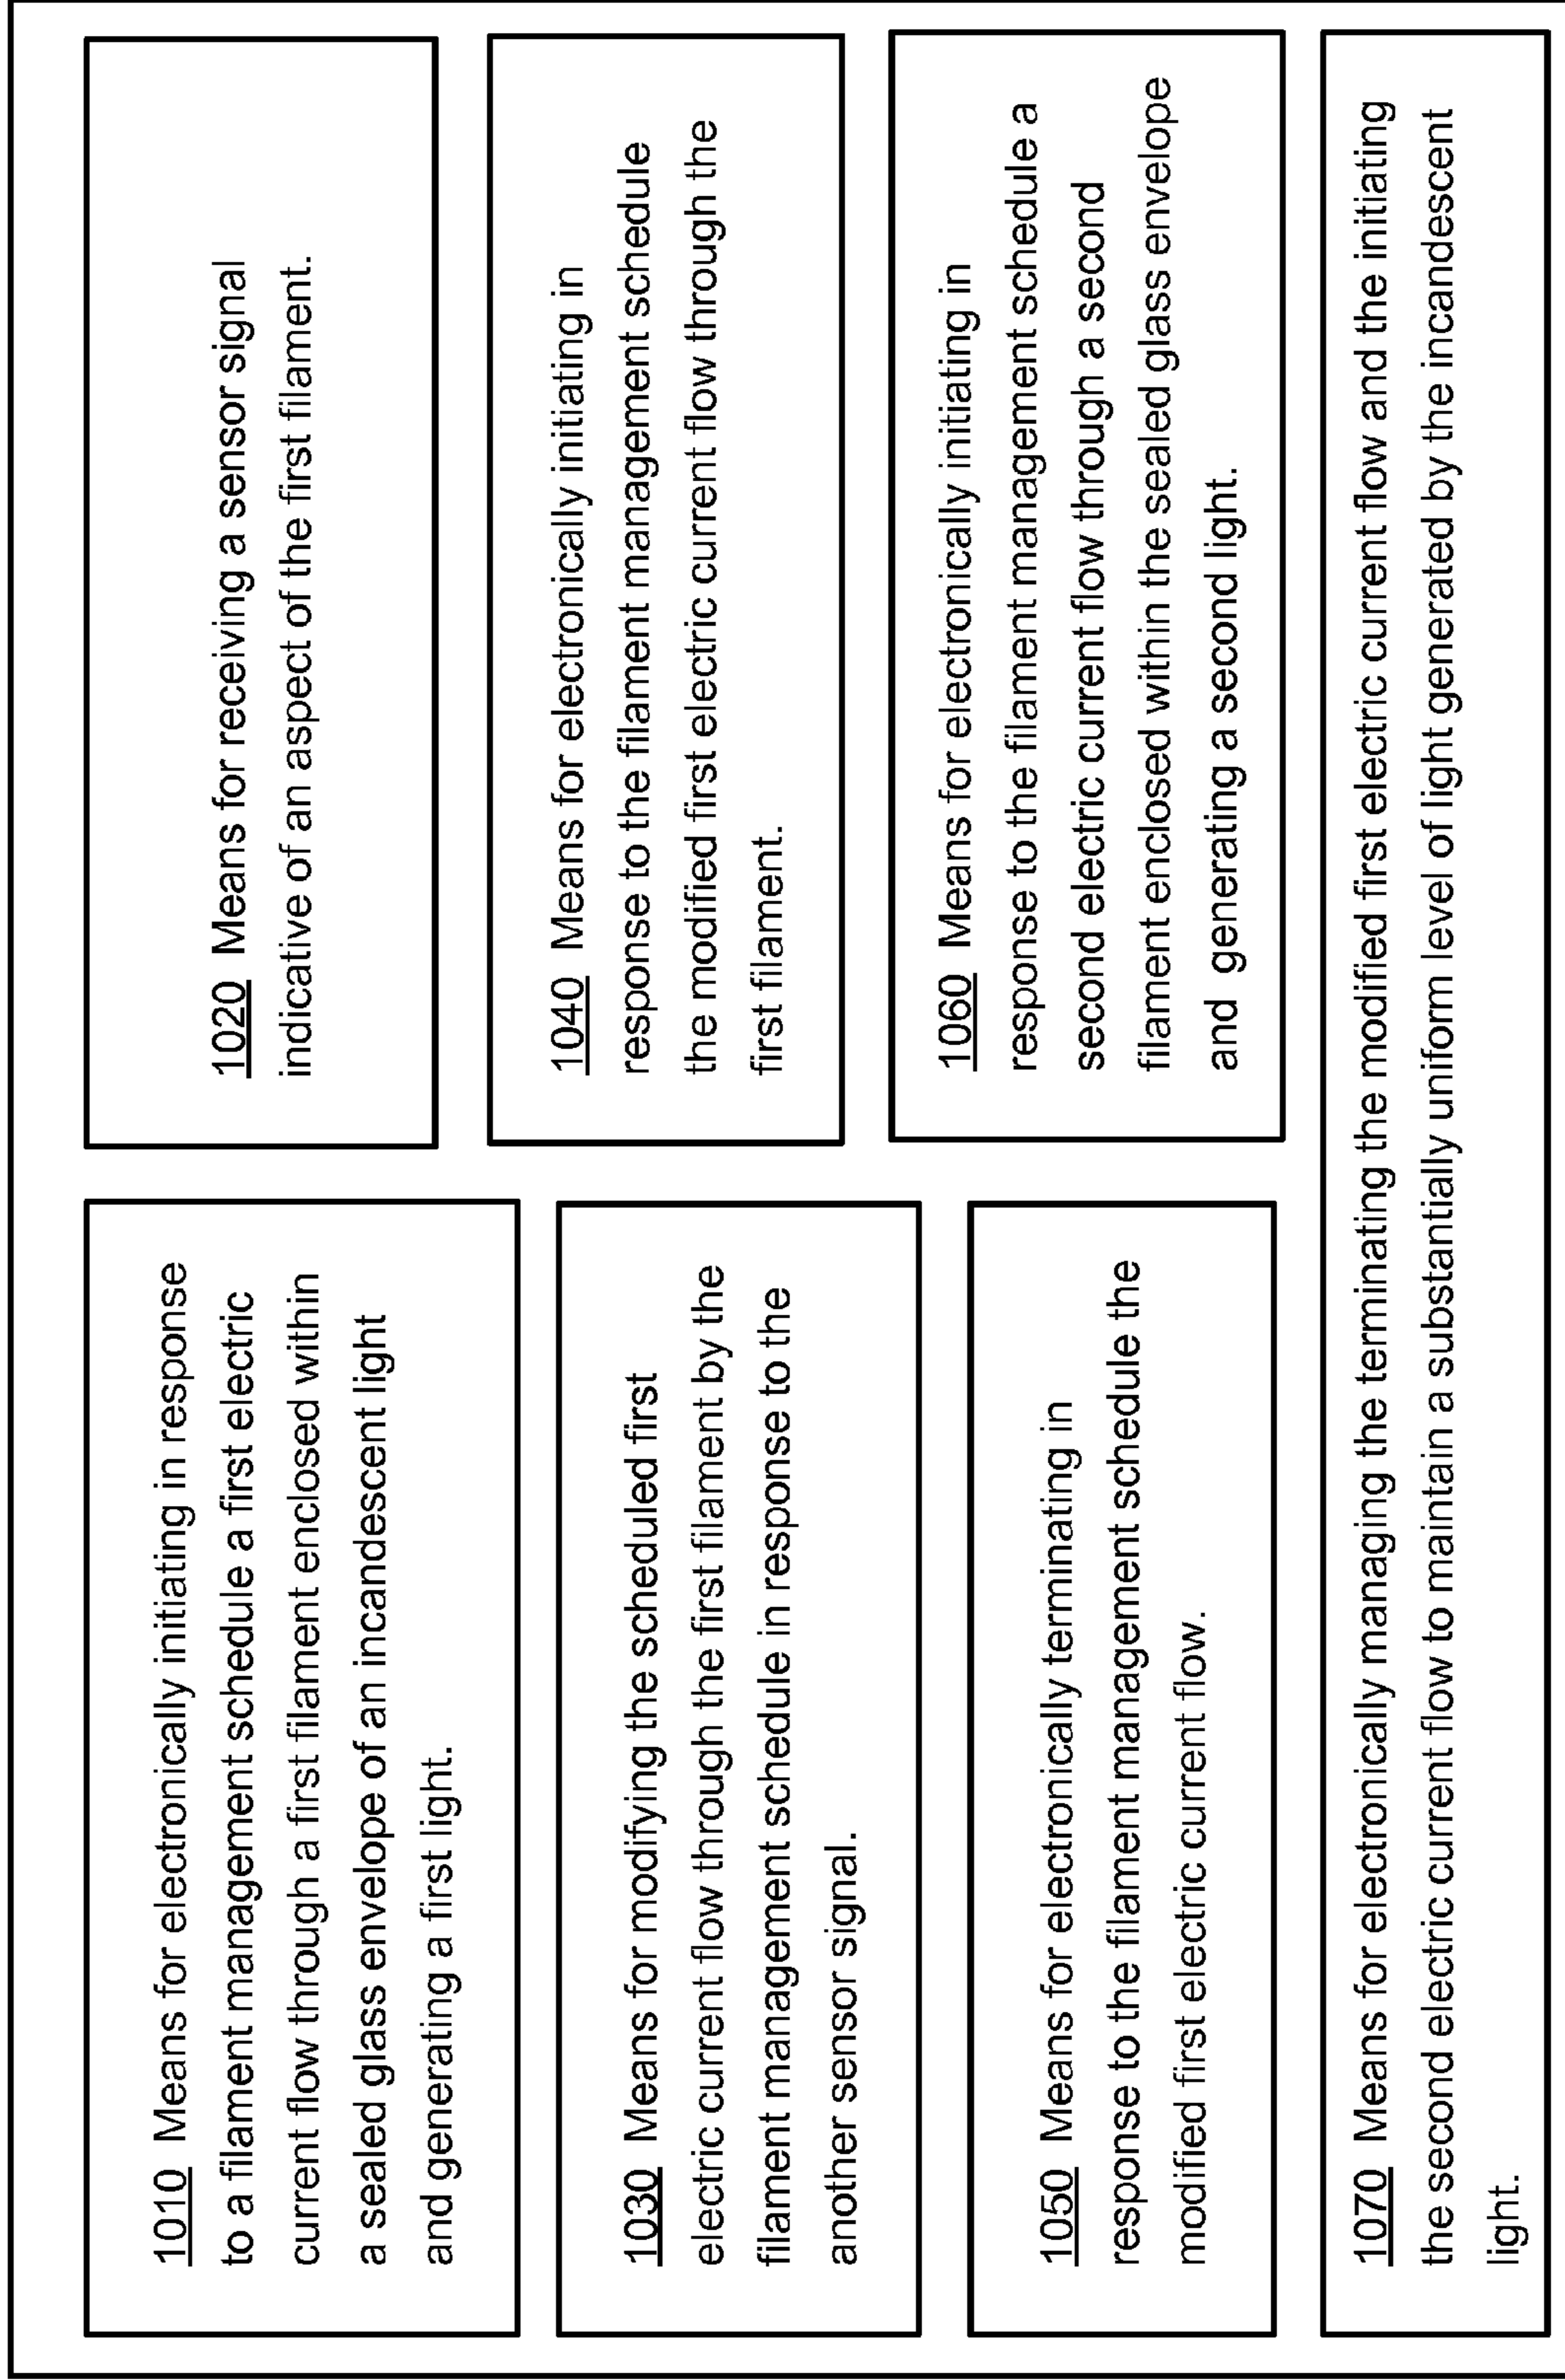 1010 Means for electronically initiating in response
to a filament management schedule a first electric
current flow through a first filament enclosed within
a sealed glass envelope of an incandescent light
and generating a first light.
1020 Means for receiving a sensor signal
indicative of an aspect of the first filament.
1030 Means for modifying the scheduled first
electric current flow through the first filament by the
filament management schedule in response to the
another sensor signal.
1040 Means for electronically initiating in
response to the filament management schedule
the modified first electric current flow through the
first filament.
1050 Means for electronically terminating in
response to the filament management schedule the
modified first electric current flow.
1060 Means for electronically initiating in
response to the filament management schedule a
second electric current flow through a second
filament enclosed within the sealed glass envelope
and generating a second light.
1070 Means for electronically managing the terminating the modified first electric current flow and the initiating
the second electric current flow to maintain a substantially uniform level of light generated by the incandescent
light.